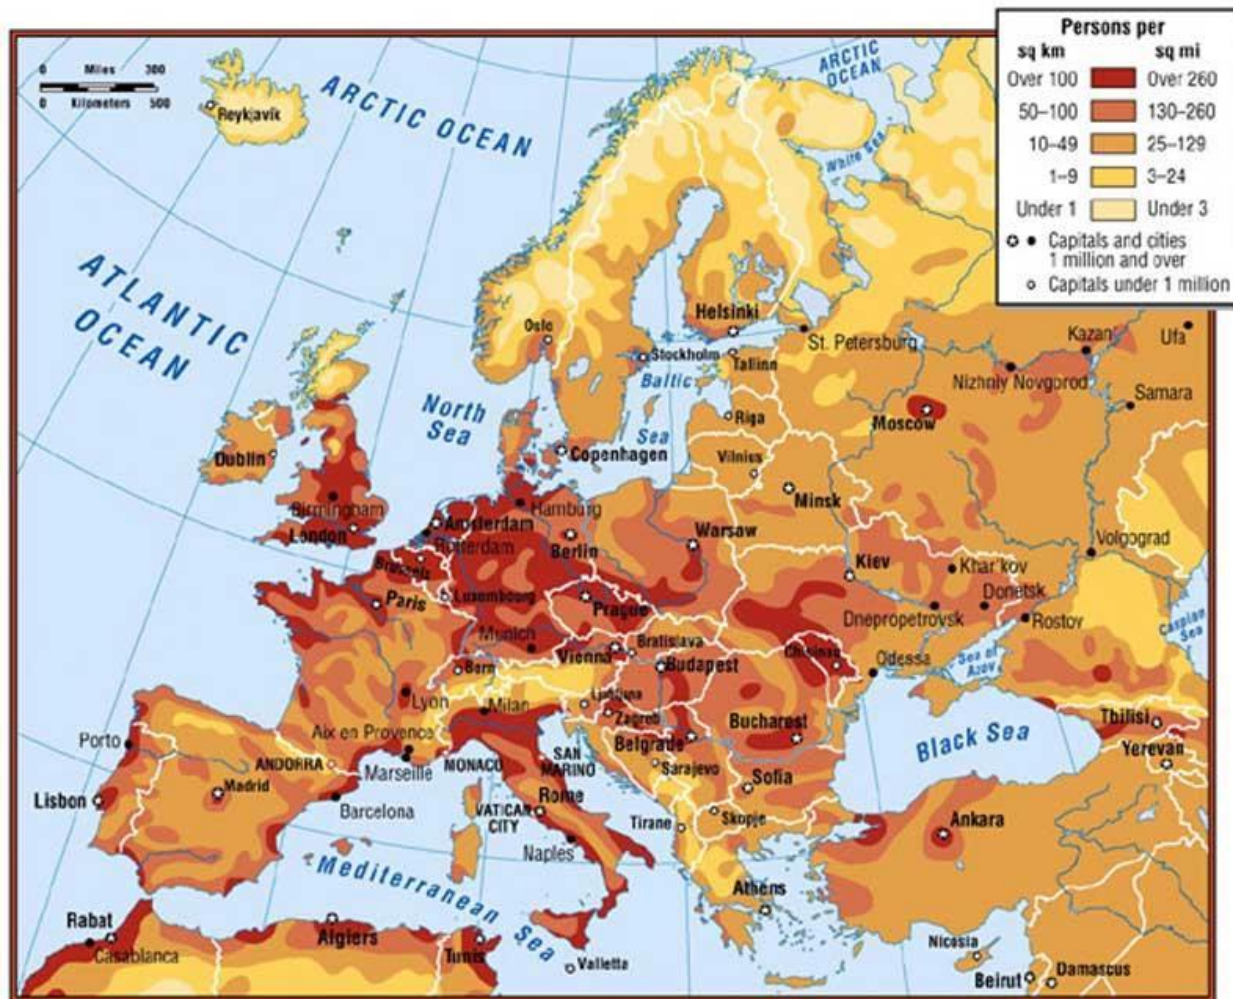 Persons per
sq km sq mi
Over 100 Over 260
50–100 130–260
10–49 25–129
1–9 3–24
Under 1 Under 3
Capitals and cities
1 million and over
Capitals under 1 million
0 Miles 300
0 Kilometers 500
Reykjavík
ARCTIC OCEAN
ARCTIC
OCEAN
White Sea
ATLANTIC
OCEAN
Helsinki
Oslo
Stockholm
Tallinn
St. Petersburg
Kazan'
Ufa
Nizhniy Novgorod
Samara
Baltic
Sea
North
Sea
Riga
Moscow
Dublin
Copenhagen
Vilnius
Minsk
Birmingham
London
Amsterdam
Rotterdam
Hamburg
Berlin
Warsaw
Volgograd
Brussels
Kiev
Khar'kov
Paris
Luxembourg
Prague
Donetsk
Dnepropetrovsk
Rostov
Caspian
Sea
Munich
Vienna
Bratislava
Budapest
Chisinau
Odessa
Sea of
Azov
Bern
Lyon
Milan
Ljubljana
Zagreb
Bucharest
Tbilisi
Porto
Aix en Provence
Belgrade
Black Sea
Yerevan
ANDORRA
Marseille
MONACO
SAN
MARINO
Sarajevo
Sofia
Lisbon
Madrid
Barcelona
VATICAN
CITY
Rome
Tirane
Skopje
Ankara
Naples
Mediterranean
Sea
Athens
Rabat
Casablanca
Algiers
Tunis
Valletta
Nicosia
Beirut
Damascus